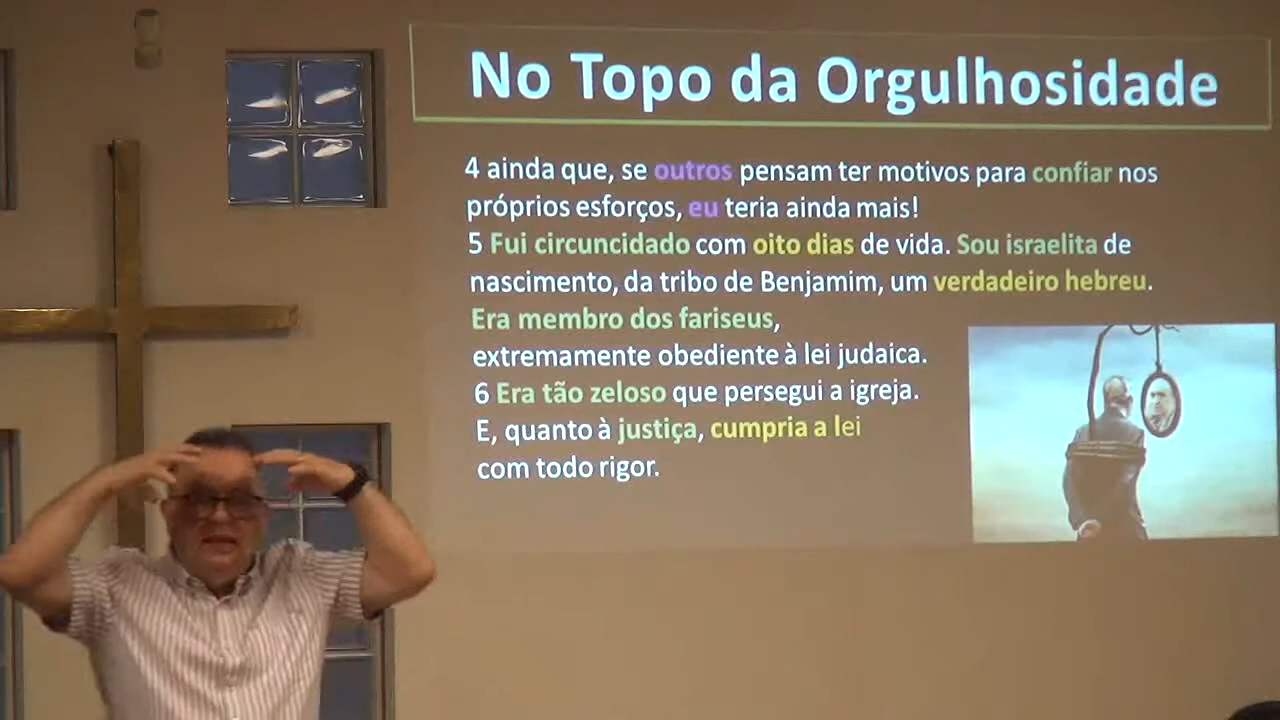 No Topo da Orgulhosidade
4 ainda que, se outros pensam ter motivos para confiar nos
próprios esforços, eu teria ainda mais!
5 Fui circuncidado com oito dias de vida. Sou israelita de
nascimento, da tribo de Benjamim, um verdadeiro hebreu.
Era membro dos fariseus,
extremamente obediente à lei judaica.
6 Era tão zeloso que persegui a igreja.
E, quanto à justiça, cumpria a lei
com todo rigor.